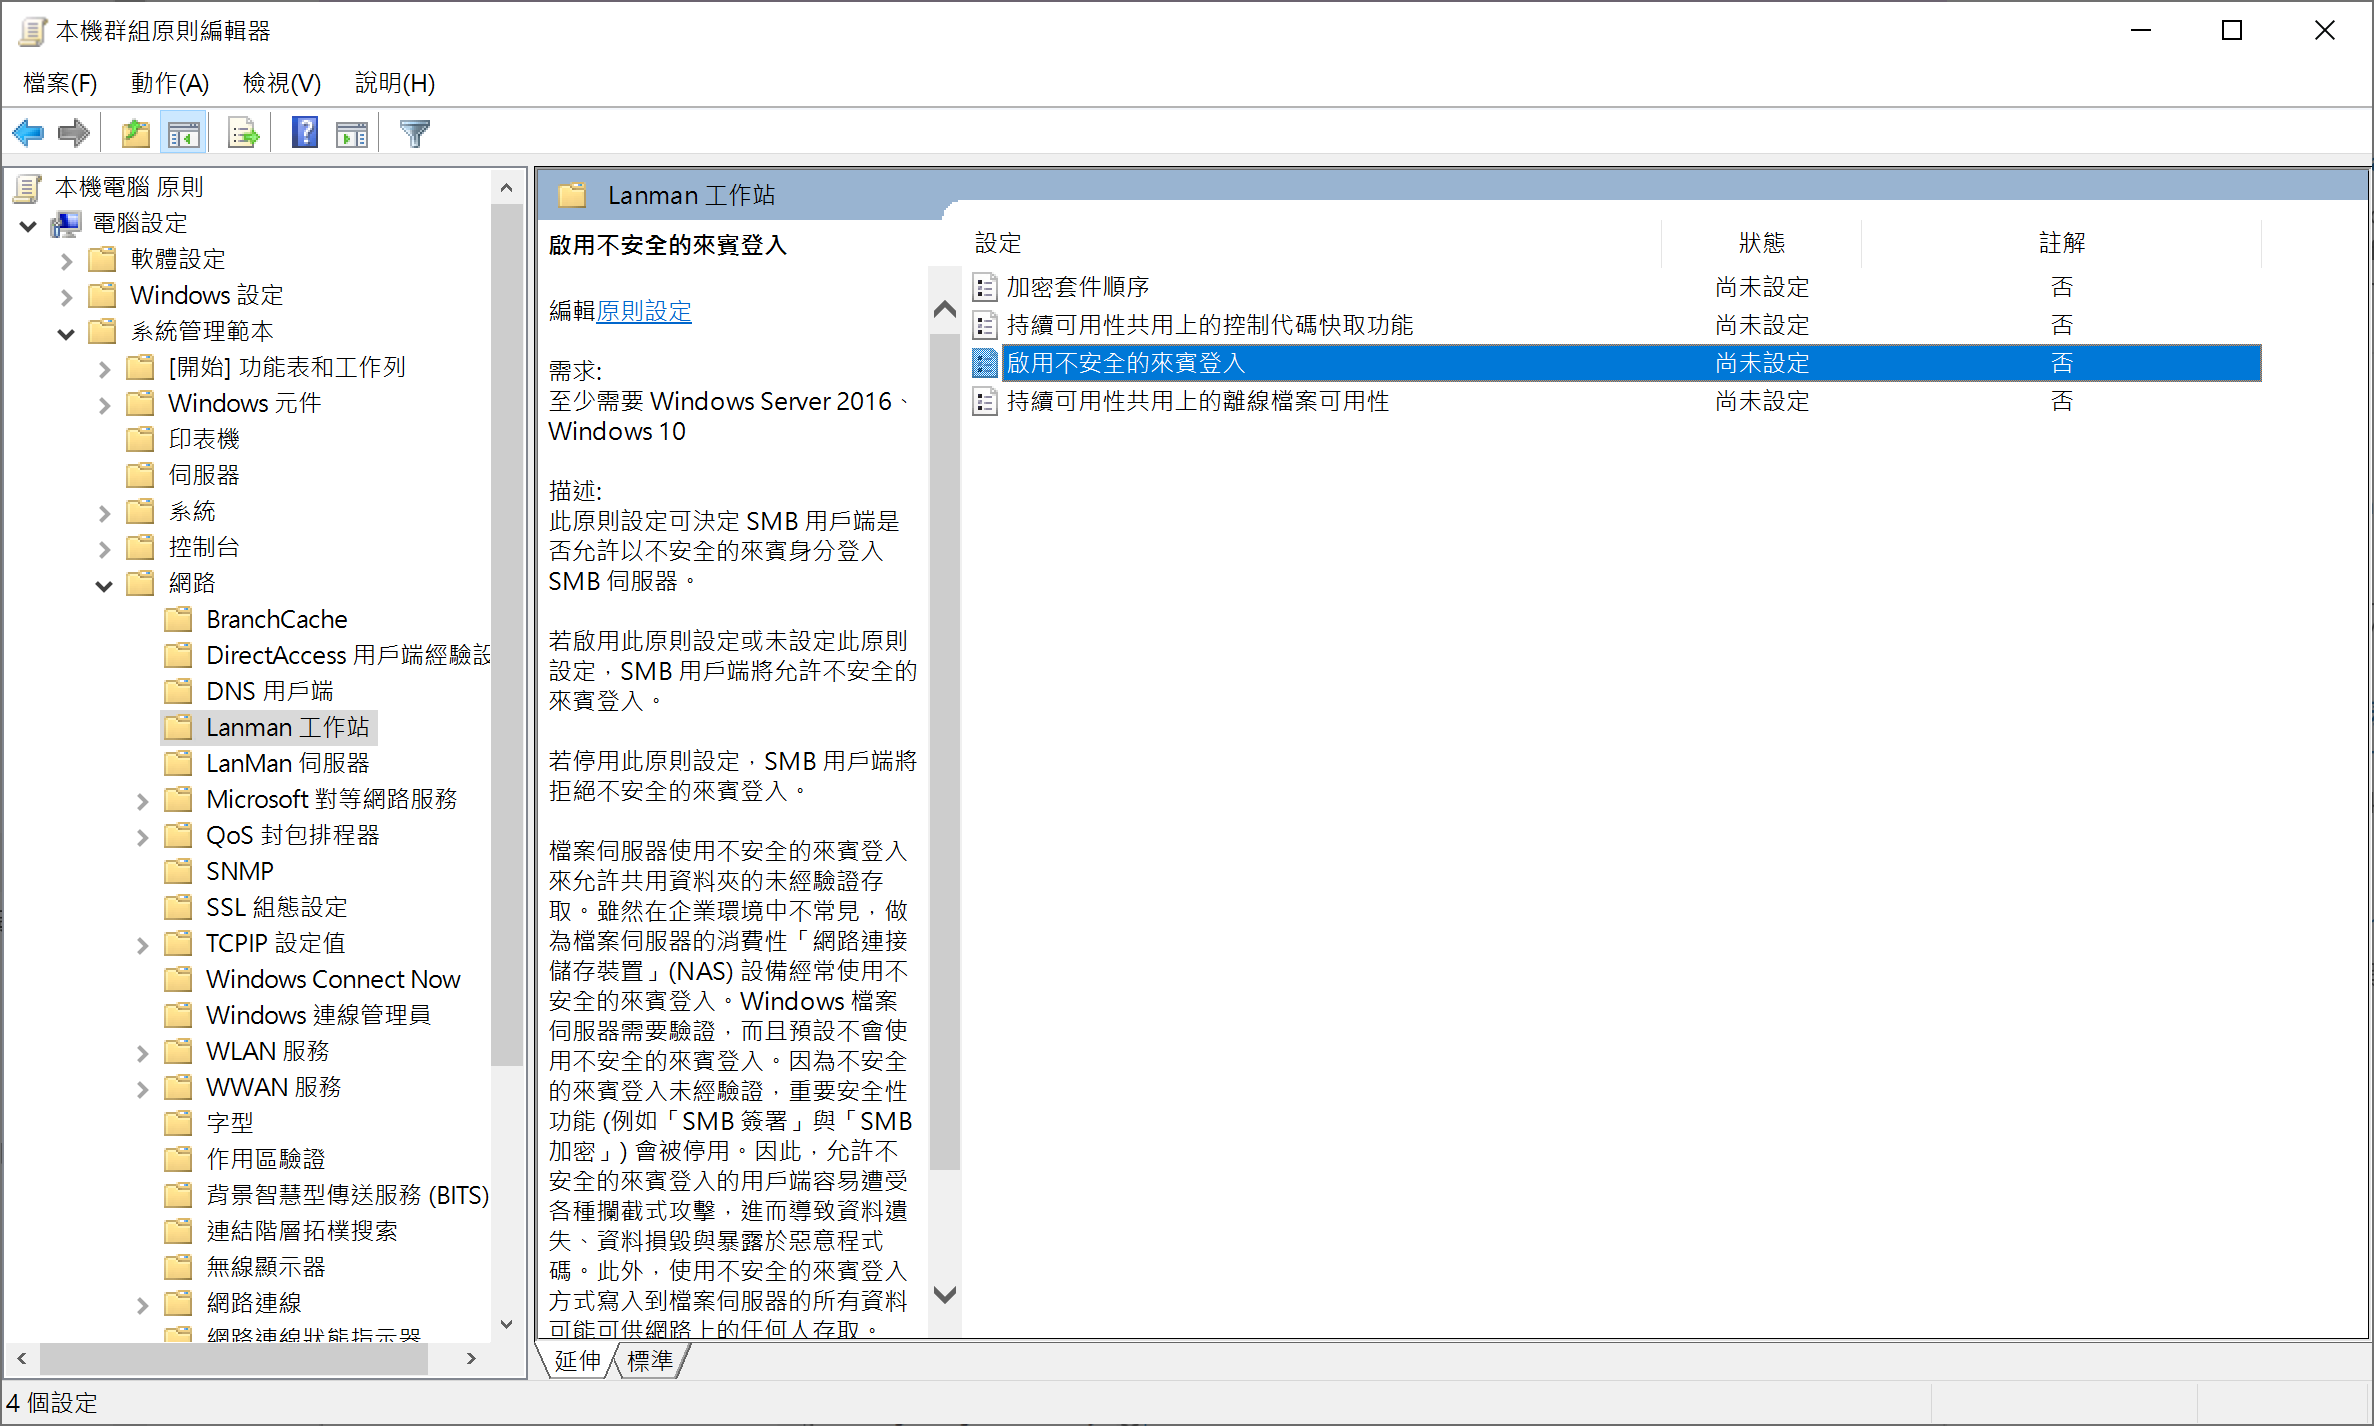 本機群組原則編輯器
檔案(F) 動作(A) 檢視(V) 說明(H)
本機電腦 原則
電腦設定
軟體設定
Windows 設定
系統管理範本
[開始] 功能表和工作列
Windows 元件
印表機
伺服器
系統
控制台
網路
BranchCache
DirectAccess 用戶端經驗設
DNS 用戶端
Lanman 工作站
LanMan 伺服器
Microsoft 對等網路服務
QoS 封包排程器
SNMP
SSL 組態設定
TCPIP 設定值
Windows Connect Now
Windows 連線管理員
WLAN 服務
WWAN 服務
字型
作用區驗證
背景智慧型傳送服務 (BITS)
連結階層拓樸搜索
無線顯示器
網路連線
網路連線狀態指示器
Lanman 工作站
啟用不安全的來賓登入
編輯原則設定
需求:
至少需要 Windows Server 2016、
Windows 10
描述:
此原則設定可決定 SMB 用戶端是
否允許以不安全的來賓身分登入
SMB 伺服器。
若啟用此原則設定或未設定此原則
設定，SMB 用戶端將允許不安全的
來賓登入。
若停用此原則設定，SMB 用戶端將
拒絕不安全的來賓登入。
檔案伺服器使用不安全的來賓登入
來允許共用資料夾的未經驗證存
取。雖然在企業環境中不常見，做
為檔案伺服器的消費性「網路連接
儲存裝置」(NAS) 設備經常使用不
安全的來賓登入。Windows 檔案
伺服器需要驗證，而且預設不會使
用不安全的來賓登入。因為不安全
的來賓登入未經驗證，重要安全性
功能 (例如「SMB 簽署」與「SMB
加密」) 會被停用。因此，允許不
安全的來賓登入的用戶端容易遭受
各種攔截式攻擊，進而導致資料遺
失、資料損毀與暴露於惡意程式
碼。此外，使用不安全的來賓登入
方式寫入到檔案伺服器的所有資料
可能可供網路上的任何人存取。
設定 狀態 註解
加密套件順序 尚未設定 否
持續可用性共用上的控制代碼快取功能 尚未設定 否
啟用不安全的來賓登入 尚未設定 否
持續可用性共用上的離線檔案可用性 尚未設定 否
延伸 標準
4 個設定